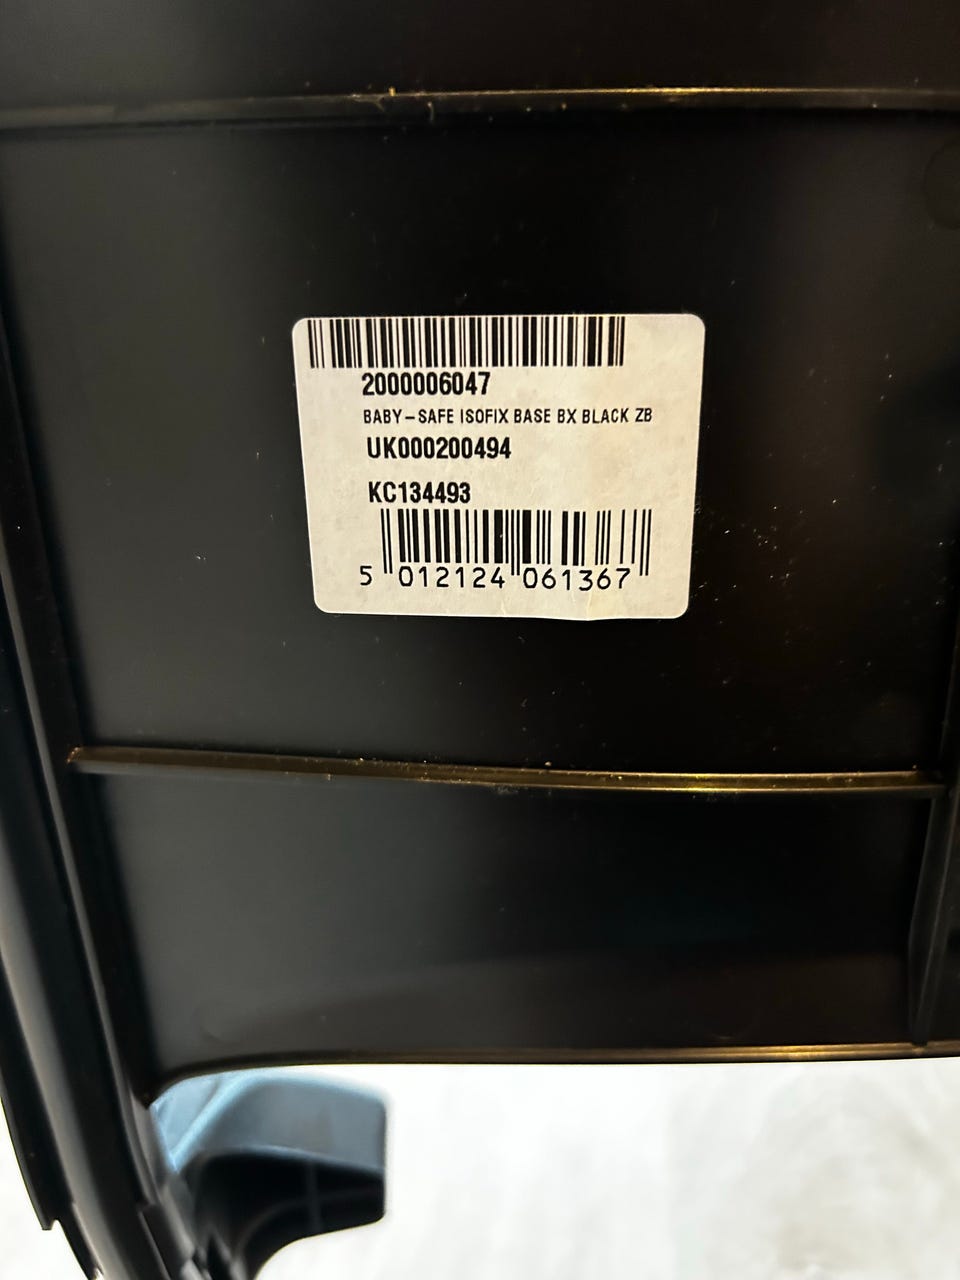 2000006047
BABY-SAFE ISOFIX BASE BX BLACK ZB
UK000200494
KC134493
5 012124 061367